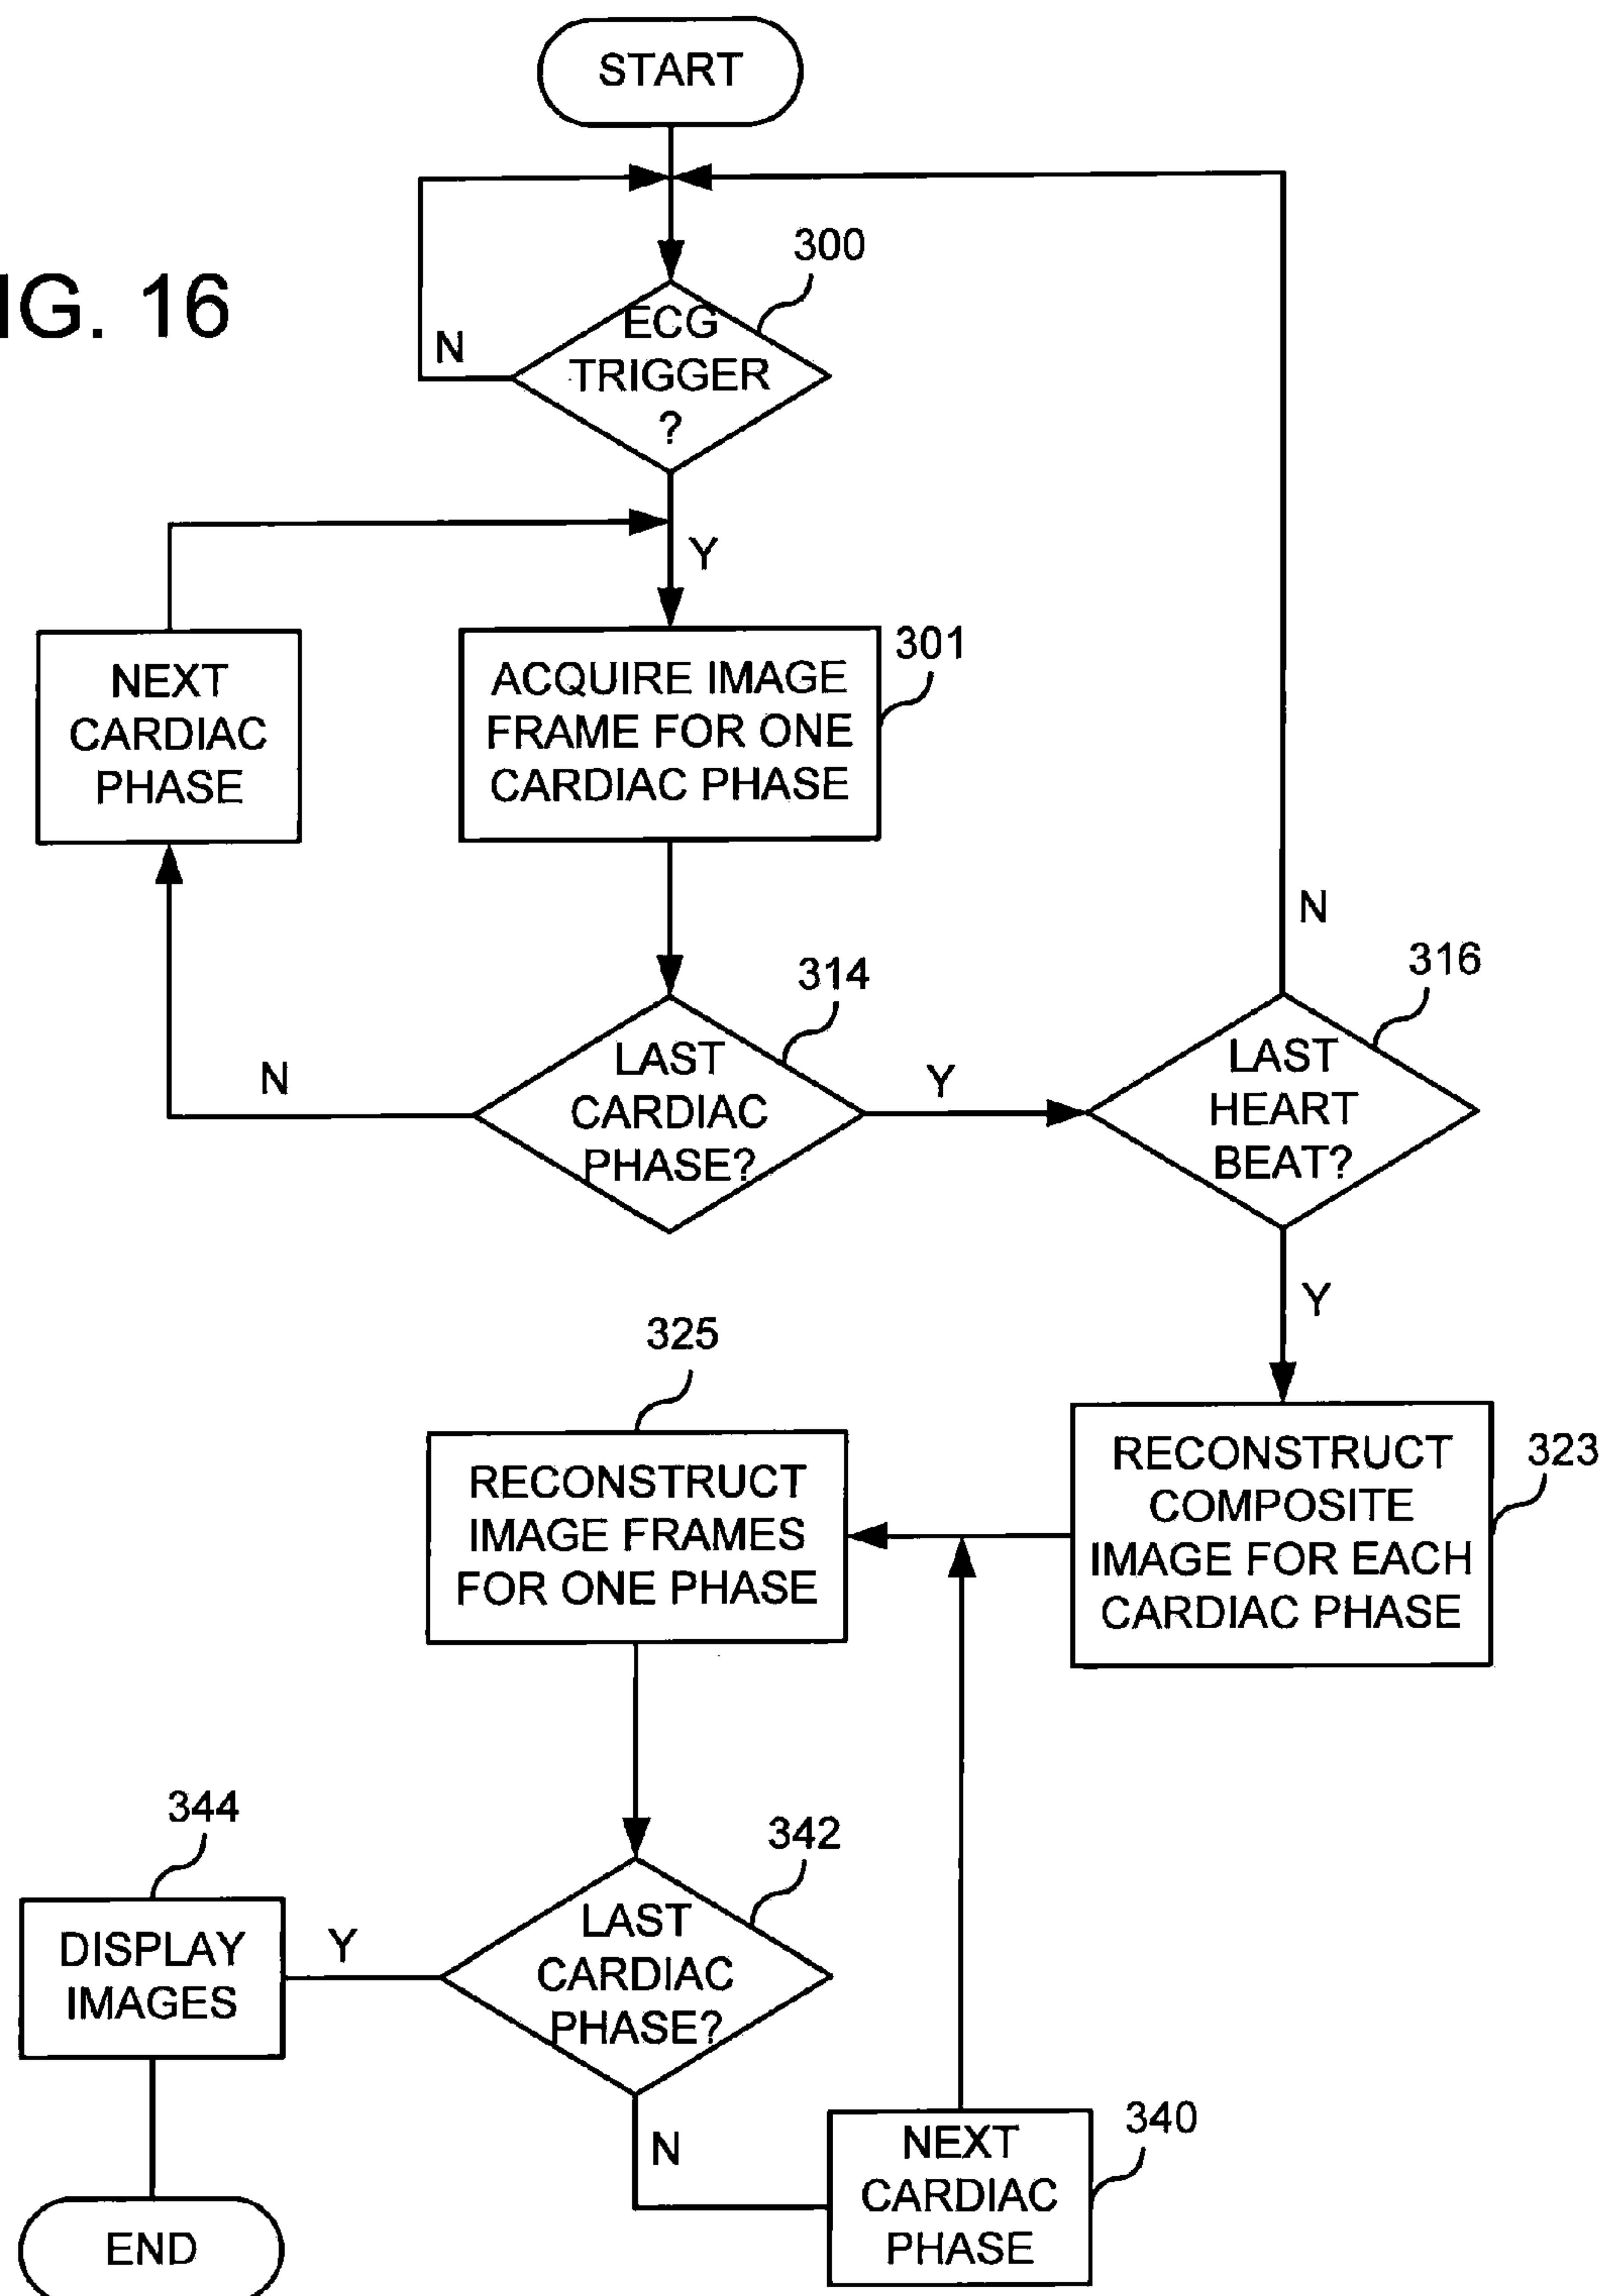 START
300
IG. 16
ECG
TRIGGER
?
N
Y
301
NEXT
CARDIAC
PHASE
ACQUIRE IMAGE
FRAME FOR ONE
CARDIAC PHASE
N
314
316
LAST
CARDIAC
PHASE?
N
Y
LAST
HEART
BEAT?
Y
325
323
RECONSTRUCT
IMAGE FRAMES
FOR ONE PHASE
RECONSTRUCT
COMPOSITE
IMAGE FOR EACH
CARDIAC PHASE
344
342
DISPLAY
IMAGES
Y
LAST
CARDIAC
PHASE?
N
340
NEXT
CARDIAC
PHASE
END